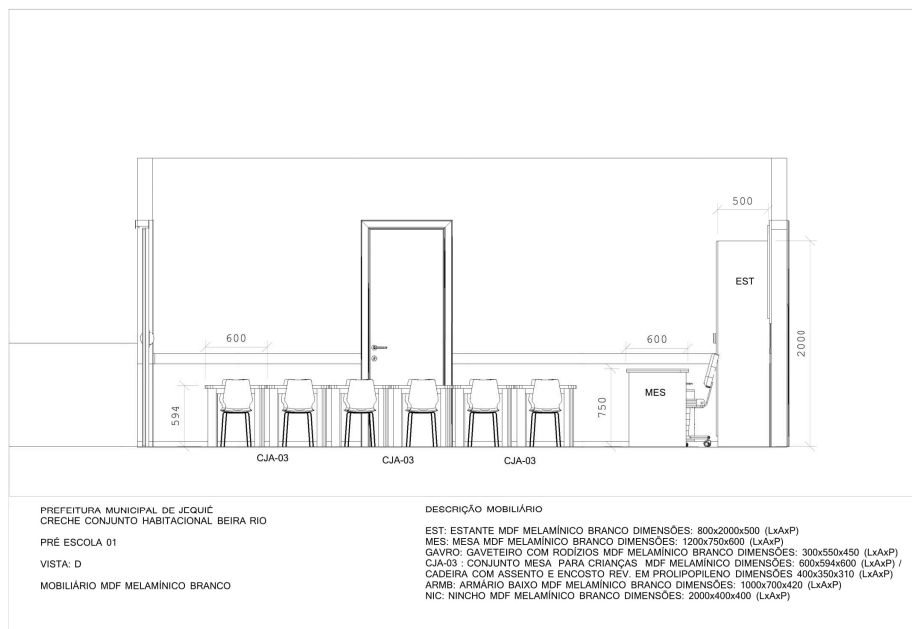 500
EST
600
600
2000
594
750
MES
CJA-03
CJA-03
CJA-03
PREFEITURA MUNICIPAL DE JEQUIÉ
CRECHE CONJUNTO HABITACIONAL BEIRA RIO
PRÉ ESCOLA 01
VISTA: D
MOBILIÁRIO MDF MELAMÍNICO BRANCO
DESCRIÇÃO MOBILIÁRIO
EST: ESTANTE MDF MELAMÍNICO BRANCO DIMENSÕES: 800x2000x500 (LxAxP)
MES: MESA MDF MELAMÍNICO BRANCO DIMENSÕES: 1200x750x600 (LxAxP)
GAVRO: GAVETEIRO COM RODÍZIOS MDF MELAMÍNICO BRANCO DIMENSÕES: 300x550x450 (LxAxP)
CJA-03 : CONJUNTO MESA PARA CRIANÇAS MDF MELAMÍNICO DIMENSÕES: 600x594x600 (LxAxP) /
CADEIRA COM ASSENTO E ENCOSTO REV. EM PROLIPOPILENO DIMENSÕES 400x350x310 (LxAxP)
ARMB: ARMÁRIO BAIXO MDF MELAMÍNICO BRANCO DIMENSÕES: 1000x700x420 (LxAxP)
NIC: NINCHO MDF MELAMÍNICO BRANCO DIMENSÕES: 2000x400x400 (LxAxP)